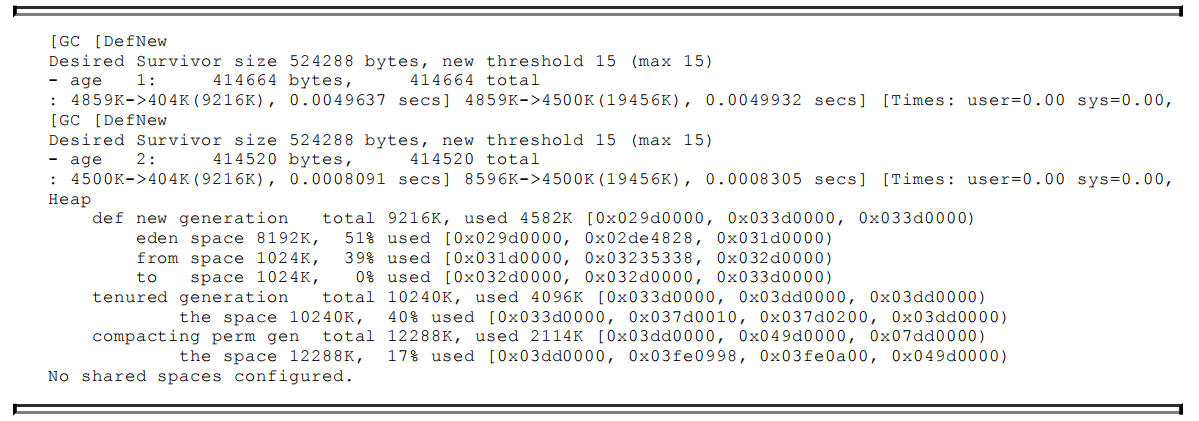 [GC [DefNew
Desired Survivor size 524288 bytes, new threshold 15 (max 15)
- age   1:     414664 bytes,     414664 total
: 4859K->404K(9216K), 0.0049637 secs] 4859K->4500K(19456K), 0.0049932 secs] [Times: user=0.00 sys=0.00,
[GC [DefNew
Desired Survivor size 524288 bytes, new threshold 15 (max 15)
- age   2:     414520 bytes,     414520 total
: 4500K->404K(9216K), 0.0008091 secs] 8596K->4500K(19456K), 0.0008305 secs] [Times: user=0.00 sys=0.00,
Heap
    def new generation   total 9216K, used 4582K [0x029d0000, 0x033d0000, 0x033d0000)
        eden space 8192K,  51% used [0x029d0000, 0x02de4828, 0x031d0000)
        from space 1024K,  39% used [0x031d0000, 0x03235338, 0x032d0000)
        to   space 1024K,   0% used [0x032d0000, 0x032d0000, 0x033d0000)
    tenured generation   total 10240K, used 4096K [0x033d0000, 0x03dd0000, 0x03dd0000)
            the space 10240K,  40% used [0x033d0000, 0x037d0010, 0x037d0200, 0x03dd0000)
    compacting perm gen  total 12288K, used 2114K [0x03dd0000, 0x049d0000, 0x07dd0000)
            the space 12288K,  17% used [0x03dd0000, 0x03fe0998, 0x03fe0a00, 0x049d0000)
No shared spaces configured.